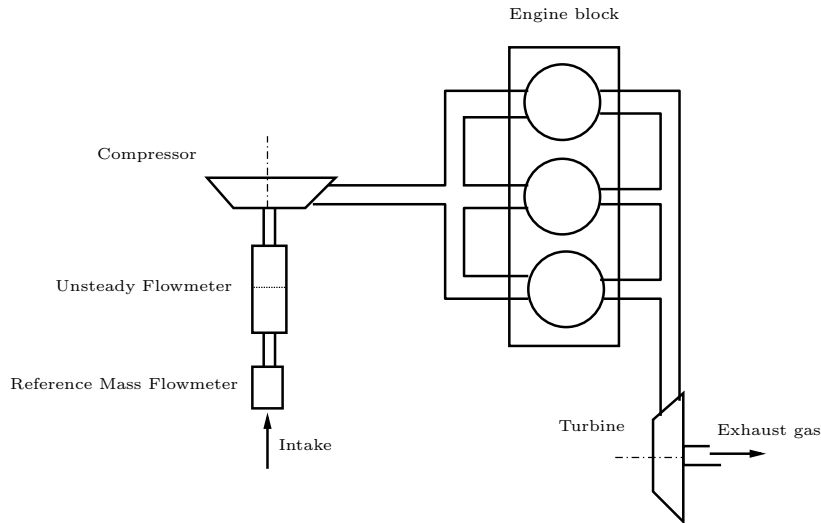 Engine block
Compressor
Unsteady Flowmeter
Reference Mass Flowmeter
Intake
Turbine
Exhaust gas